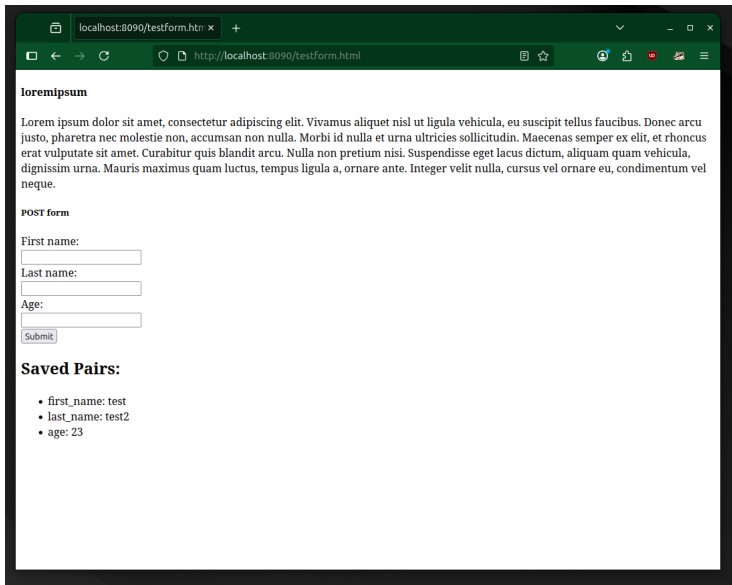 localhost:8090/testform.htm
http://localhost:8090/testform.html
loremipsum
Lorem ipsum dolor sit amet, consectetur adipiscing elit. Vivamus aliquet nisl ut ligula vehicula, eu suscipit tellus faucibus. Donec arcu
justo, pharetra nec molestie non, accumsan non nulla. Morbi id nulla et urna ultricies sollicitudin. Maecenas semper ex elit, et rhoncus
erat vulputate sit amet. Curabitur quis blandit arcu. Nulla non pretium nisi. Suspendisse eget lacus dictum, aliquam quam vehicula,
dignissim urna. Mauris maximus quam luctus, tempus ligula a, ornare ante. Integer velit nulla, cursus vel ornare eu, condimentum vel
neque.
POST form
First name:
Last name:
Age:
Submit
Saved Pairs:
• first_name: test
• last_name: test2
• age: 23